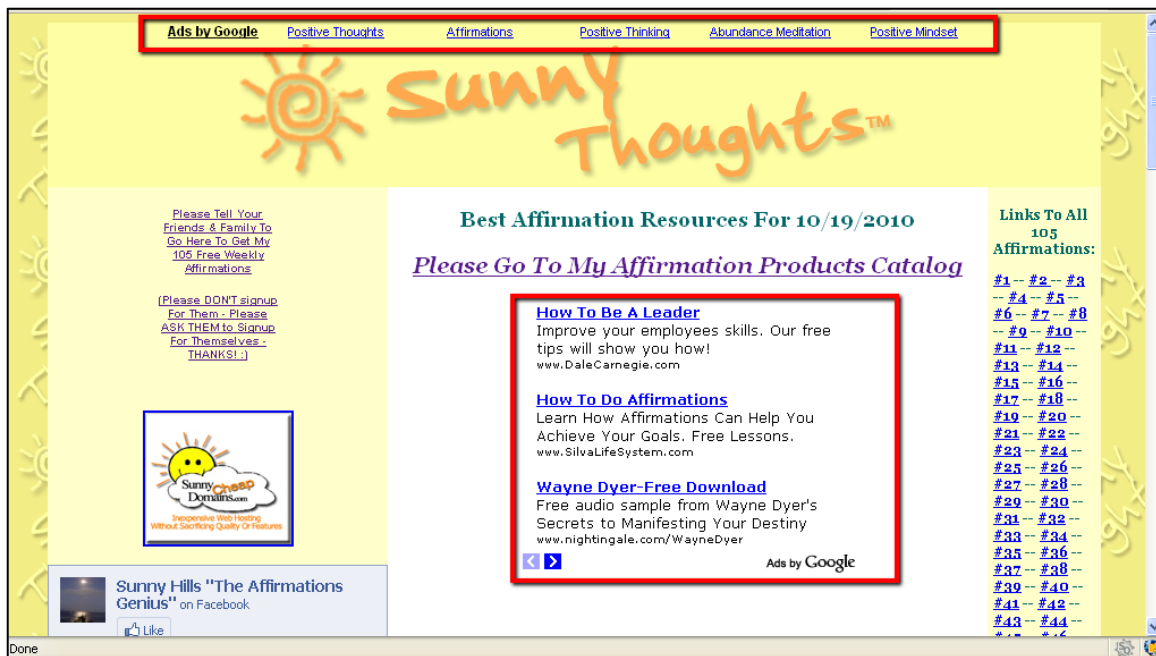 Ads by Google Positive Thoughts Affirmations Positive Thinking Abundance Meditation Positive Mindset
Sunny
Thoughts™
Please Tell Your
Friends & Family To
Go Here To Get My
105 Free Weekly
Affirmations
(Please DON'T signup
For Them - Please
ASK THEM to Signup
For Themselves -
THANKS! :)
Sunny Cheap
Domains.com
Inexpensive Web Hosting
Without Sacrificing Quality Or Features
Sunny Hills "The Affirmations
Genius" on Facebook
Like
Best Affirmation Resources For 10/19/2010
Please Go To My Affirmation Products Catalog
How To Be A Leader
Improve your employees skills. Our free
tips will show you how!
www.DaleCarnegie.com
How To Do Affirmations
Learn How Affirmations Can Help You
Achieve Your Goals. Free Lessons.
www.SilvaLifeSystem.com
Wayne Dyer-Free Download
Free audio sample from Wayne Dyer's
Secrets to Manifesting Your Destiny
www.nightingale.com/WayneDyer
Ads by Google
Links To All
105
Affirmations:
#1 -- #2 -- #3
-- #4 -- #5 --
#6 -- #7 -- #8
-- #9 -- #10 --
#11 -- #12 --
#13 -- #14 --
#15 -- #16 --
#17 -- #18 --
#19 -- #20 --
#21 -- #22 --
#23 -- #24 --
#25 -- #26 --
#27 -- #28 --
#29 -- #30 --
#31 -- #32 --
#33 -- #34 --
#35 -- #36 --
#37 -- #38 --
#39 -- #40 --
#41 -- #42 --
#43 -- #44 --
Done